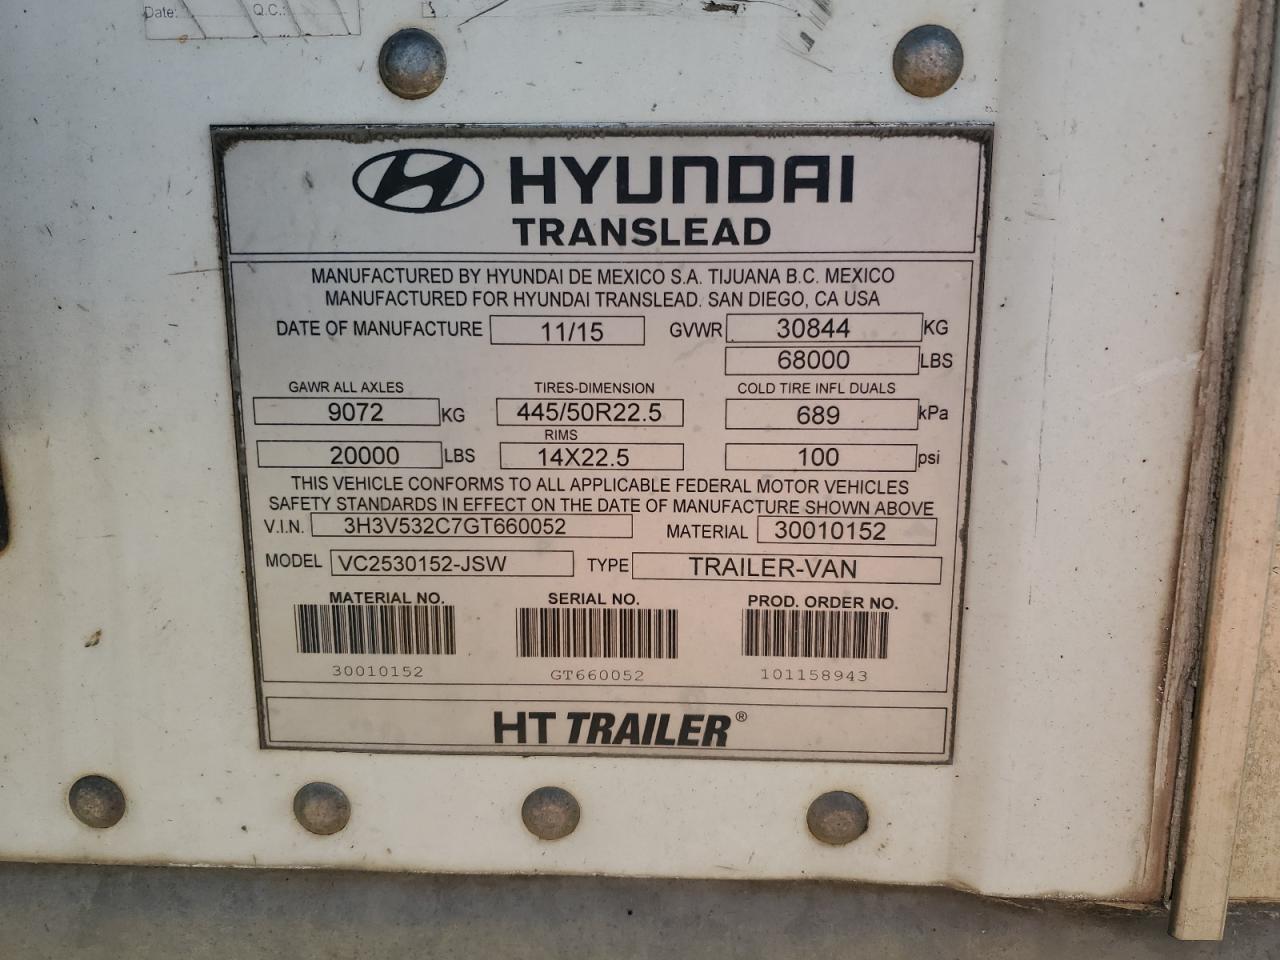 Date: Q.C.:
HYUNDAI
TRANSLEAD
MANUFACTURED BY HYUNDAI DE MEXICO S.A. TIJUANA B.C. MEXICO
MANUFACTURED FOR HYUNDAI TRANSLEAD. SAN DIEGO, CA USA
DATE OF MANUFACTURE 11/15 GVWR 30844 KG
68000 LBS
GAWR ALL AXLES TIRES-DIMENSION COLD TIRE INFL DUALS
9072 KG 445/50R22.5 689 kPa
RIMS
20000 LBS 14X22.5 100 psi
THIS VEHICLE CONFORMS TO ALL APPLICABLE FEDERAL MOTOR VEHICLES
SAFETY STANDARDS IN EFFECT ON THE DATE OF MANUFACTURE SHOWN ABOVE
V.I.N. 3H3V532C7GT660052 MATERIAL 30010152
MODEL VC2530152-JSW TYPE TRAILER-VAN
MATERIAL NO. SERIAL NO. PROD. ORDER NO.
30010152 GT660052 101158943
HT TRAILER®